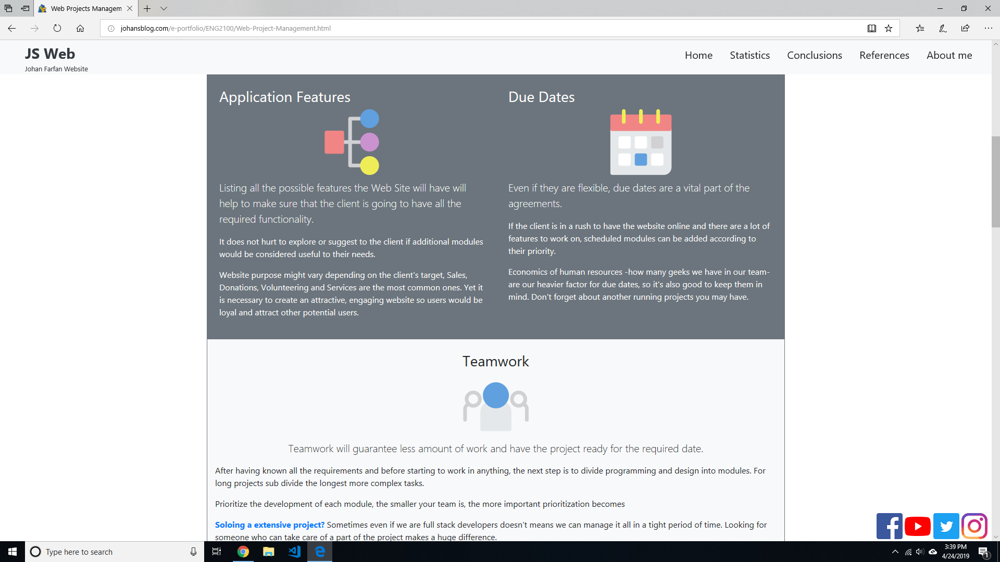 Web Projects Managem
johansblog.com/e-portfolio/ENG2100/Web-Project-Management.html
JS Web
Johan Farfan Website
Home
Statistics
Conclusions
References
About me
Application Features
Listing all the possible features the Web Site will have will
help to make sure that the client is going to have all the
required functionality.
It does not hurt to explore or suggest to the client if additional modules
would be considered useful to their needs.
Website purpose might vary depending on the client's target, Sales,
Donations, Volunteering and Services are the most common ones. Yet it
is necessary to create an attractive, engaging website so users would be
loyal and attract other potential users.
Due Dates
Even if they are flexible, due dates are a vital part of the
agreements.
If the client is in a rush to have the website online and there are a lot of
features to work on, scheduled modules can be added according to
their priority.
Economics of human resources -how many geeks we have in our team-
are our heavier factor for due dates, so it's also good to keep them in
mind. Don't forget about another running projects you may have.
Teamwork
Teamwork will guarantee less amount of work and have the project ready for the required date.
After having known all the requirements and before starting to work in anything, the next step is to divide programming and design into modules. For
long projects sub divide the longest more complex tasks.
Prioritize the development of each module, the smaller your team is, the more important prioritization becomes
Soloing a extensive project? Sometimes even if we are full stack developers doesn't means we can manage it all in a tight period of time. Looking for
someone who can take care of a part of the project makes a huge difference.
Type here to search
3:39 PM
4/24/2019
1